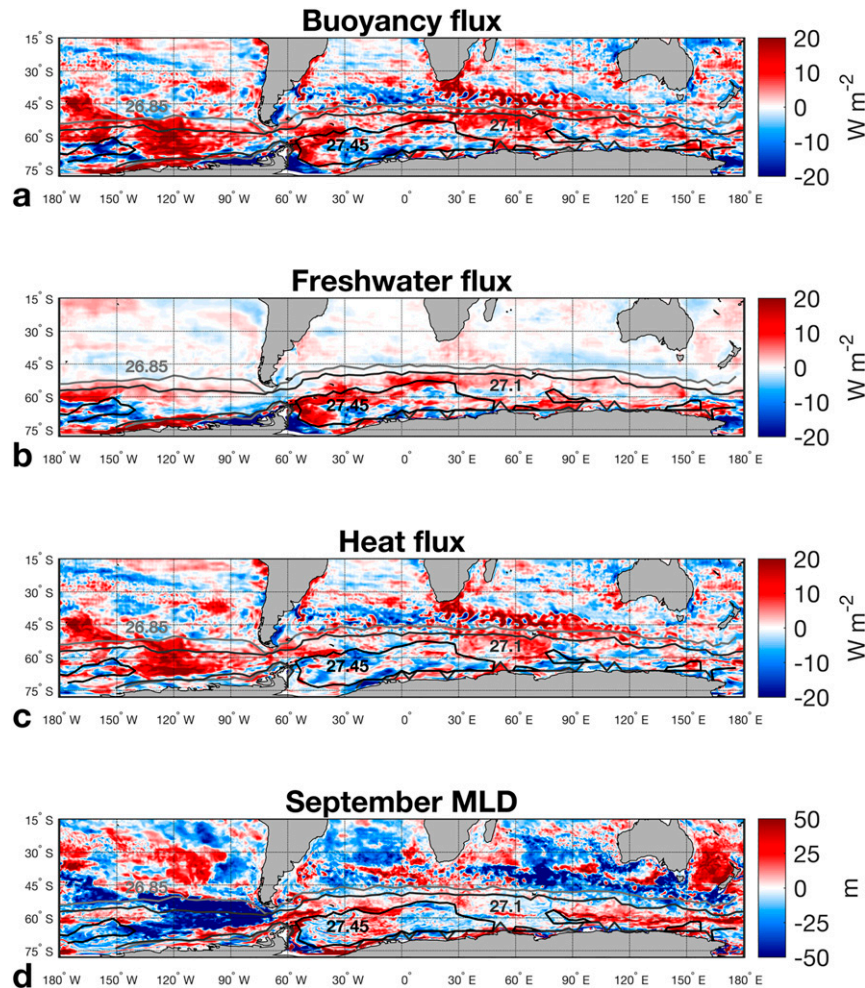 Buoyancy flux
15° S
30° S
45° S
60° S
75° S
26.85
27.1
27.45
20
10
0
-10
-20
W m-2
a
180° W 150° W 120° W 90° W 60° W 30° W 0° 30° E 60° E 90° E 120° E 150° E 180° E
Freshwater flux
15° S
30° S
45° S
60° S
75° S
26.85
27.1
27.45
20
10
0
-10
-20
W m-2
b
180° W 150° W 120° W 90° W 60° W 30° W 0° 30° E 60° E 90° E 120° E 150° E 180° E
Heat flux
15° S
30° S
45° S
60° S
75° S
26.85
27.1
27.45
20
10
0
-10
-20
W m-2
c
180° W 150° W 120° W 90° W 60° W 30° W 0° 30° E 60° E 90° E 120° E 150° E 180° E
September MLD
15° S
30° S
45° S
60° S
75° S
26.85
27.1
27.45
50
25
0
-25
-50
m
d
180° W 150° W 120° W 90° W 60° W 30° W 0° 30° E 60° E 90° E 120° E 150° E 180° E